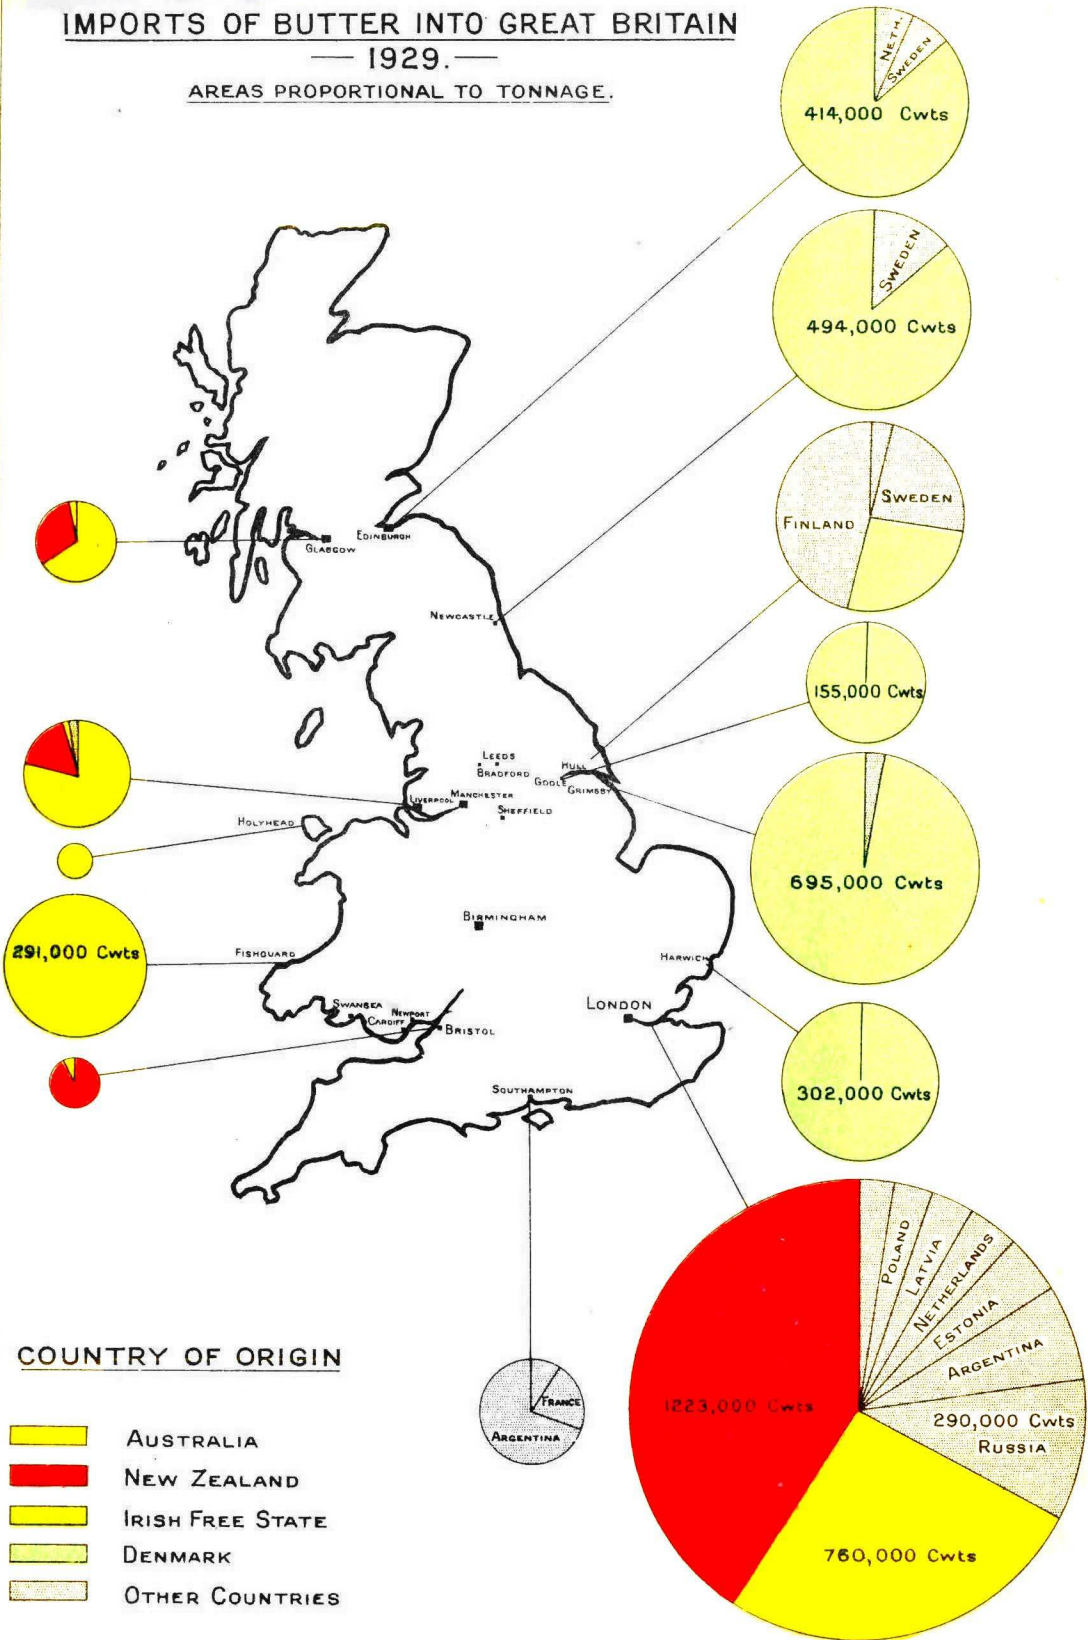 IMPORTS OF BUTTER INTO GREAT BRITAIN
— 1929. —
AREAS PROPORTIONAL TO TONNAGE.
NETH.
SWEDEN
414,000 Cwts
SWEDEN
494,000 Cwts
SWEDEN
FINLAND
EDINBURGH
GLASGOW
NEWCASTLE
155,000 Cwts
LEEDS
BRADFORD
HULL
GOOLE
GRIMSBY
LIVERPOOL
MANCHESTER
SHEFFIELD
HOLYHEAD
695,000 Cwts
BIRMINGHAM
291,000 Cwts
FISHGUARD
HARWICH
SWANSEA
NEWPORT
CARDIFF
BRISTOL
LONDON
SOUTHAMPTON
302,000 Cwts
POLAND
LATVIA
NETHERLANDS
ESTONIA
ARGENTINA
290,000 Cwts
RUSSIA
1223,000 Cwts
760,000 Cwts
FRANCE
ARGENTINA
COUNTRY OF ORIGIN
AUSTRALIA
NEW ZEALAND
IRISH FREE STATE
DENMARK
OTHER COUNTRIES